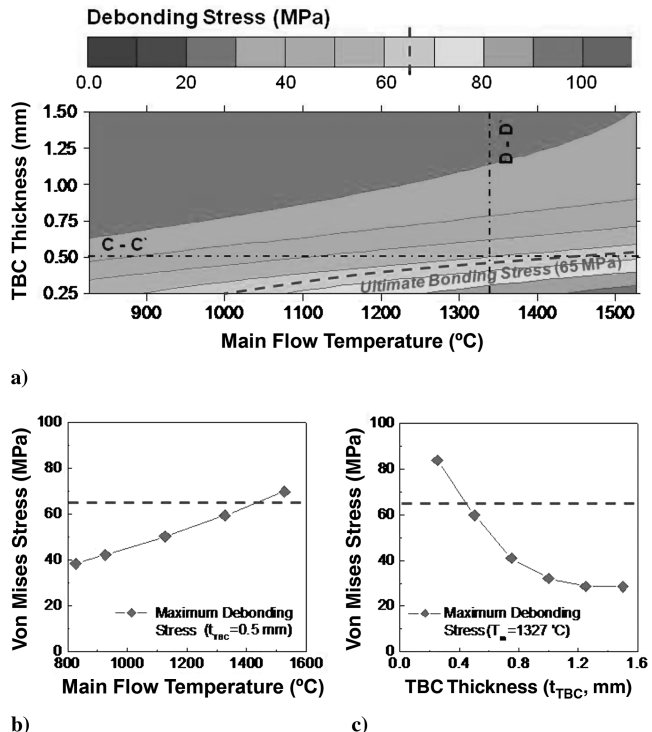 Debonding Stress (MPa)
0.0 20 40 60 80 100
TBC Thickness (mm)
1.50
1.25
1.00
0.75
0.50
0.25
C - C'
D - D'
Ultimate Bonding Stress (65 MPa)
900 1000 1100 1200 1300 1400 1500
Main Flow Temperature (ºC)
a)
Von Mises Stress (MPa)
100
80
60
40
20
0
Maximum Debonding
Stress (t_TBC=0.5 mm)
800 1000 1200 1400 1600
Main Flow Temperature (ºC)
b)
Von Mises Stress (MPa)
100
80
60
40
20
0
Maximum Debonding
Stress(T_m=1327 ℃)
0.0 0.4 0.8 1.2 1.6
TBC Thickness (t_TBC, mm)
c)